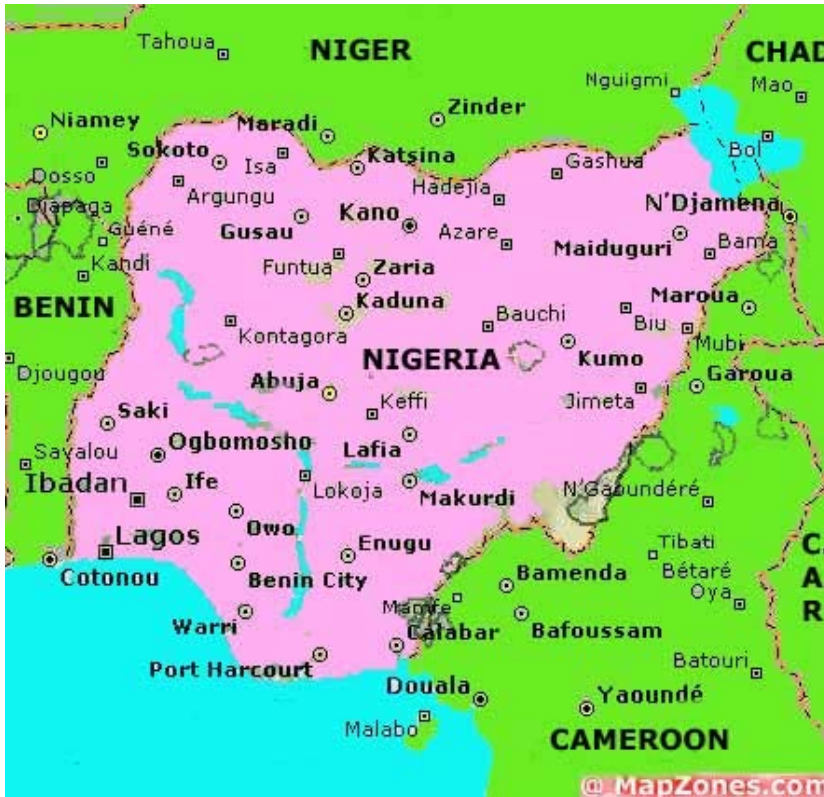 Tahoua
NIGER
CHAD
Nguigmi
Mao
Niamey
Maradi
Zinder
Sokoto
Isa
Katsina
Gashua
Bol
Dosso
Argungu
Hadejia
Diapaga
Gusau
Kano
N'Djamena
Guéné
Azare
Maiduguri
Bama
Kandi
Funtua
Zaria
BENIN
Kaduna
Maroua
Kontagora
Bauchi
Biu
Mubi
NIGERIA
Kumo
Djougou
Abuja
Keffi
Jimeta
Garoua
Saki
Ogbomosho
Lafia
Savalou
Ibadan
Ife
Lokoja
Makurdi
N'Gaoundéré
Owo
Lagos
Enugu
Tibati
C.
Cotonou
Benin City
Bamenda
Bétaré
Oya
A
Mamfe
R
Warri
Calabar
Bafoussam
Port Harcourt
Batouri
Douala
Yaoundé
Malabo
CAMEROON
@ MapZones.com